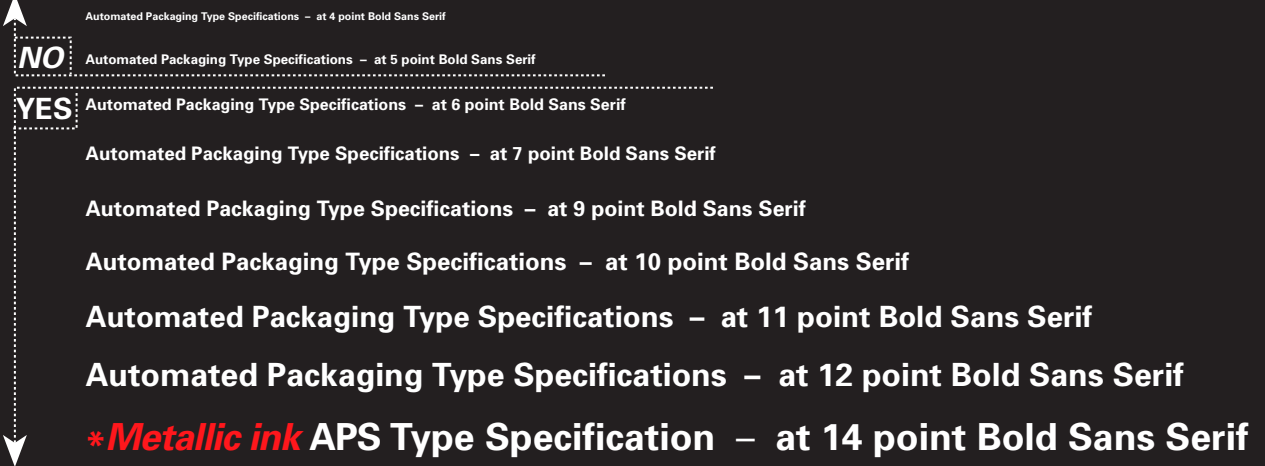 Automated Packaging Type Specifications – at 4 point Bold Sans Serif
NO Automated Packaging Type Specifications – at 5 point Bold Sans Serif
YES Automated Packaging Type Specifications – at 6 point Bold Sans Serif
Automated Packaging Type Specifications – at 7 point Bold Sans Serif
Automated Packaging Type Specifications – at 9 point Bold Sans Serif
Automated Packaging Type Specifications – at 10 point Bold Sans Serif
Automated Packaging Type Specifications – at 11 point Bold Sans Serif
Automated Packaging Type Specifications – at 12 point Bold Sans Serif
*Metallic ink APS Type Specification – at 14 point Bold Sans Serif